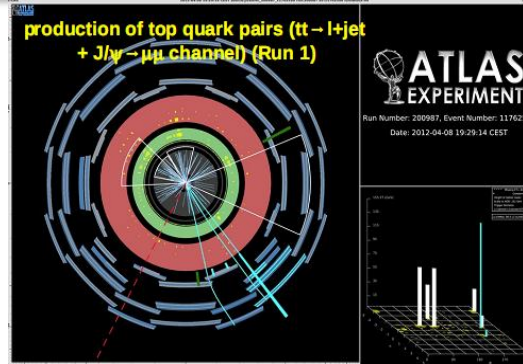 production of top quark pairs (tt → l+jet
+ J/ψ→μμ channel) (Run 1)
ATLAS
EXPERIMENT
Run Number: 200987, Event Number: 11762
Date: 2012-04-08 19:29:14 CEST